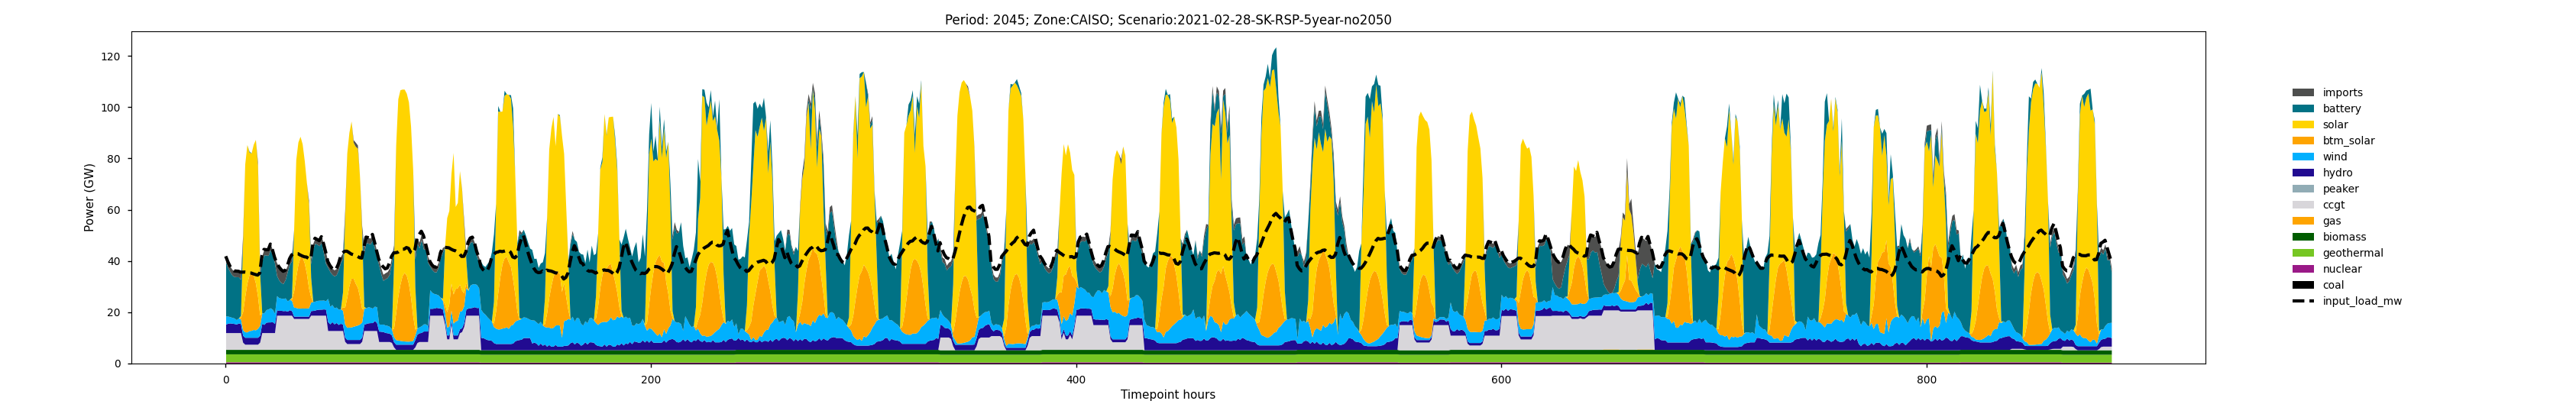 Period: 2045; Zone:CAISO; Scenario:2021-02-28-SK-RSP-5year-no2050
Power (GW)
120
100
80
60
40
20
0
0 200 400 600 800
Timepoint hours
imports
battery
solar
btm_solar
wind
hydro
peaker
ccgt
gas
biomass
geothermal
nuclear
coal
input_load_mw